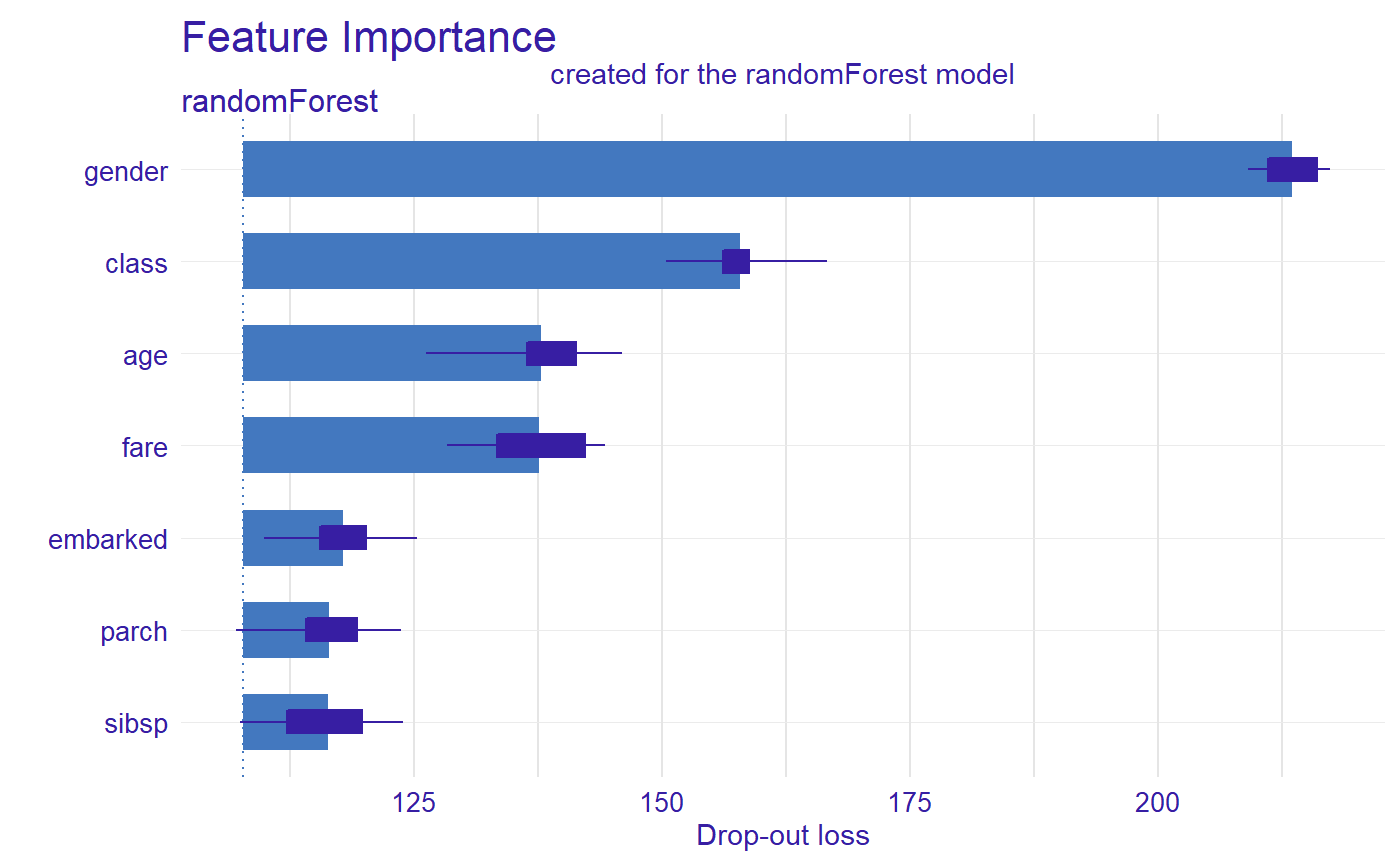 Feature Importance
created for the randomForest model
randomForest
gender
class
age
fare
embarked
parch
sibsp
125 150 175 200
Drop-out loss